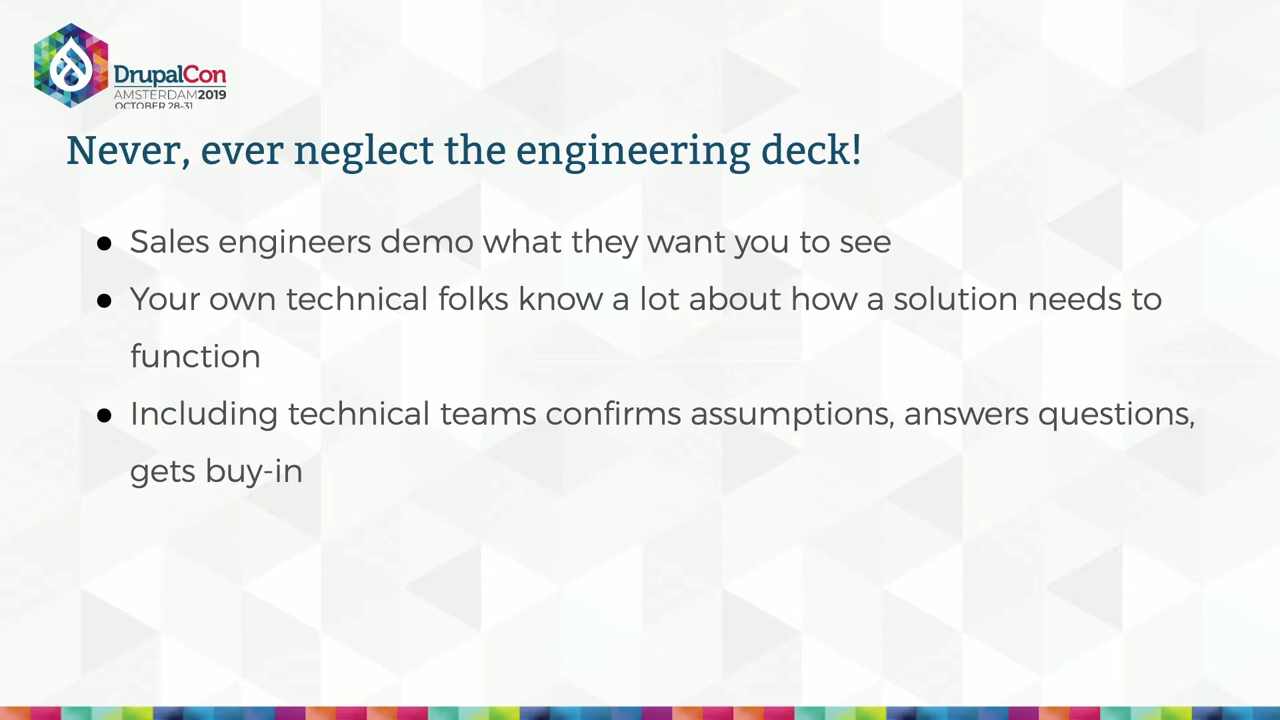 DrupalCon
AMSTERDAM2019
OCTOBER 28-31
Never, ever neglect the engineering deck!
● Sales engineers demo what they want you to see
● Your own technical folks know a lot about how a solution needs to
function
● Including technical teams confirms assumptions, answers questions,
gets buy-in